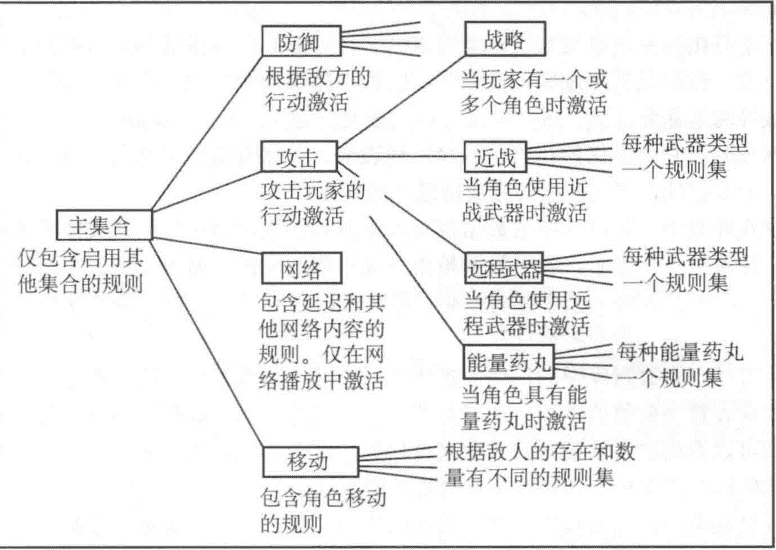 防御
根据敌方的
行动激活
战略
当玩家有一个或
多个角色时激活
攻击
攻击玩家的
行动激活
近战
当角色使用近
战武器时激活
每种武器类型
一个规则集
主集合
仅包含启用其
他集合的规则
网络
包含延迟和其
他网络内容的
规则。仅在网
络播放中激活
远程武器
当角色使用远
程武器时激活
每种武器类型
一个规则集
能量药丸
当角色具有能
量药丸时激活
每种能量药丸
一个规则集
移动
包含角色移动
的规则
根据敌人的存在和数
量有不同的规则集